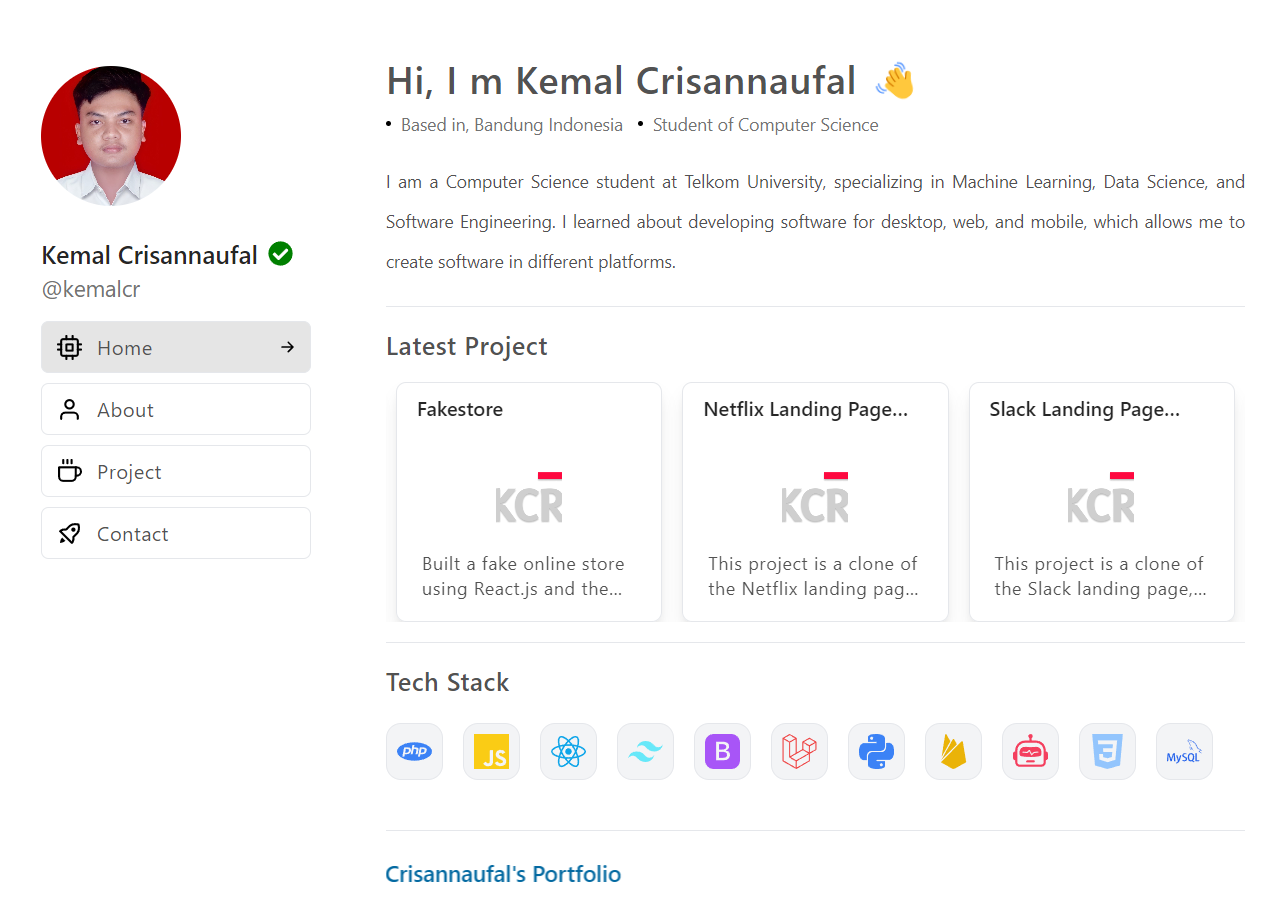 Hi, I m Kemal Crisannaufal 👋
• Based in, Bandung Indonesia • Student of Computer Science
I am a Computer Science student at Telkom University, specializing in Machine Learning, Data Science, and
Software Engineering. I learned about developing software for desktop, web, and mobile, which allows me to
create software in different platforms.
Kemal Crisannaufal
@kemalcr
Home
About
Project
Contact
Latest Project
Fakestore
KCR
Built a fake online store
using React.js and the...
Netflix Landing Page...
KCR
This project is a clone of
the Netflix landing pag...
Slack Landing Page...
KCR
This project is a clone of
the Slack landing page,...
Tech Stack
php JS B 3 MySQL
Crisannaufal's Portfolio